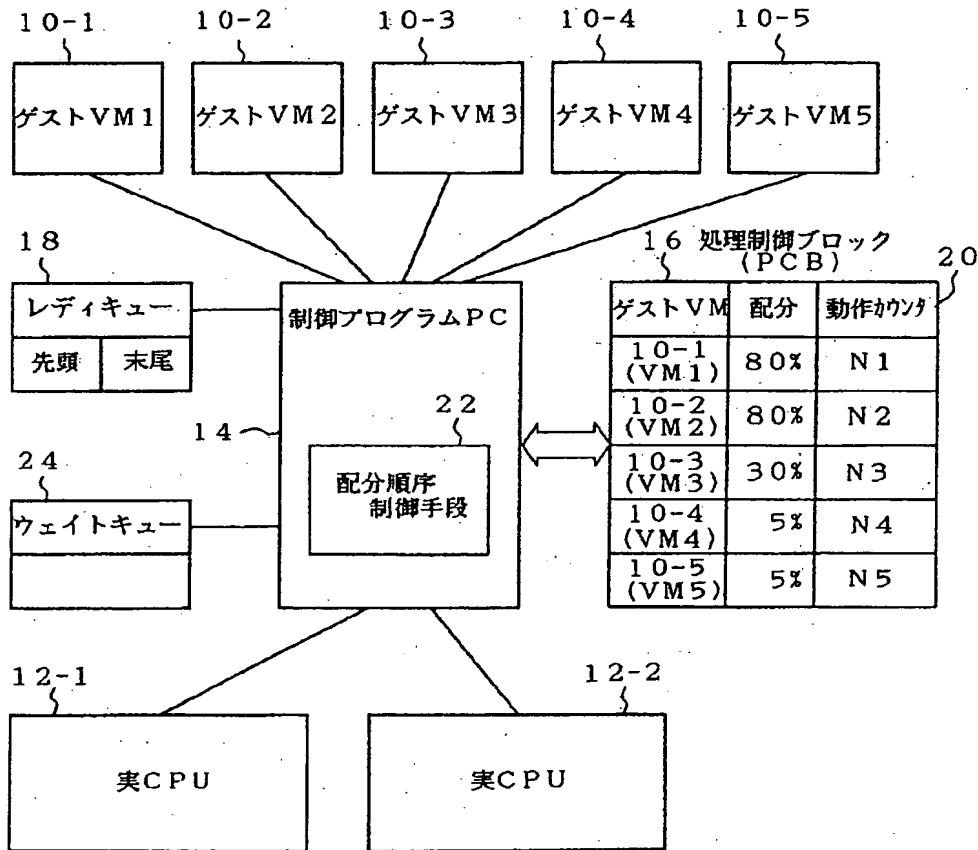 10-1 10-2 10-3 10-4 10-5
ゲストVM1 ゲストVM2 ゲストVM3 ゲストVM4 ゲストVM5
18
レディキュー
先頭 末尾
制御プログラムPC
14
22
配分順序
制御手段
24
ウェイトキュー
16 処理制御ブロック
(PCB)
20
ゲストVM 配分 動作カウンタ
10-1
(VM1) 80% N1
10-2
(VM2) 80% N2
10-3
(VM3) 30% N3
10-4
(VM4) 5% N4
10-5
(VM5) 5% N5
12-1 12-2
実CPU 実CPU